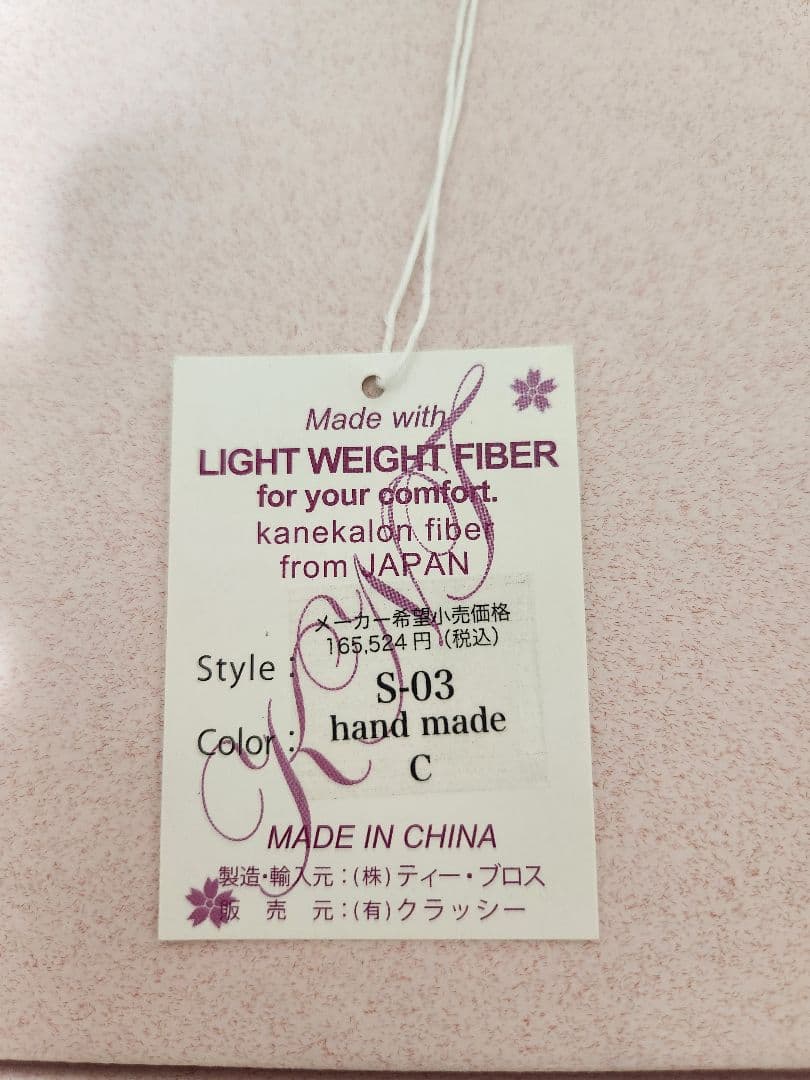 Made with
LIGHT WEIGHT FIBER
for your comfort.
kanekalon fiber
from JAPAN
メーカー希望小売価格
165,524円(税込)
Style :
S-03
hand made
Color :
C
MADE IN CHINA
製造・輸入元:(株)ティー・ブロス
販 売 元:(有)クラッシー